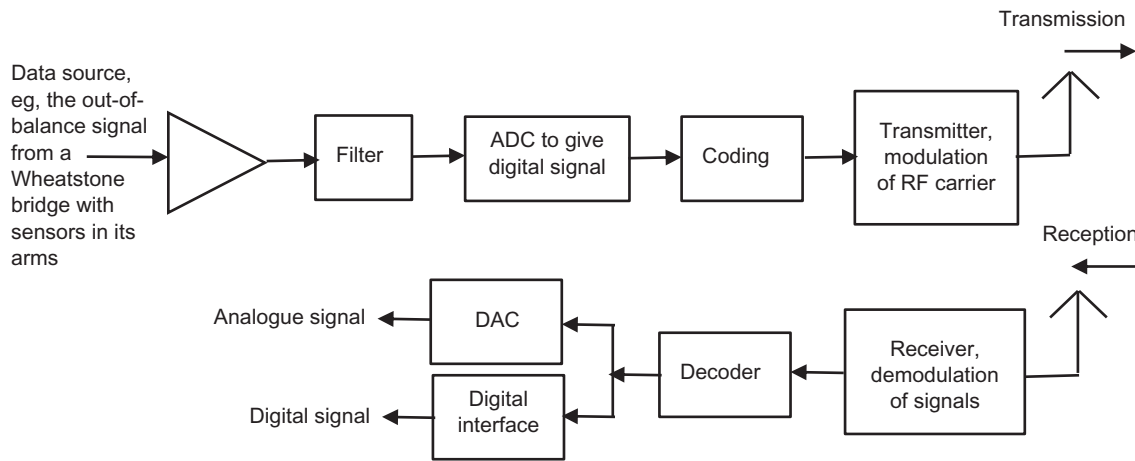 Transmission
Data source,
eg, the out-of-
balance signal
from a
Wheatstone
bridge with
sensors in its
arms
Filter
ADC to give
digital signal
Coding
Transmitter,
modulation
of RF carrier
Reception
Analogue signal
DAC
Digital signal
Digital
interface
Decoder
Receiver,
demodulation
of signals